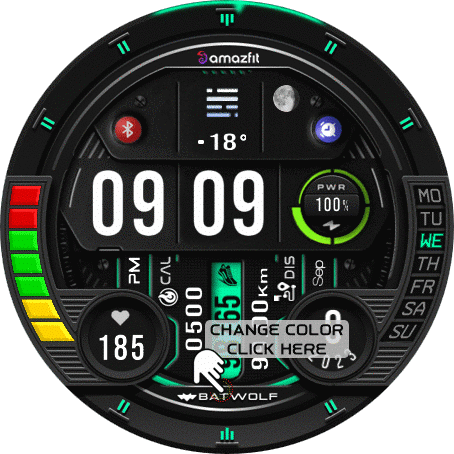 amazfit
-18°
09 09
PWR
100%
MO
TU
WE
TH
FR
SA
SU
PM
CAL
0500
65
Km
DIS
Sep
185
CHANGE COLOR
CLICK HERE
BATWOLF